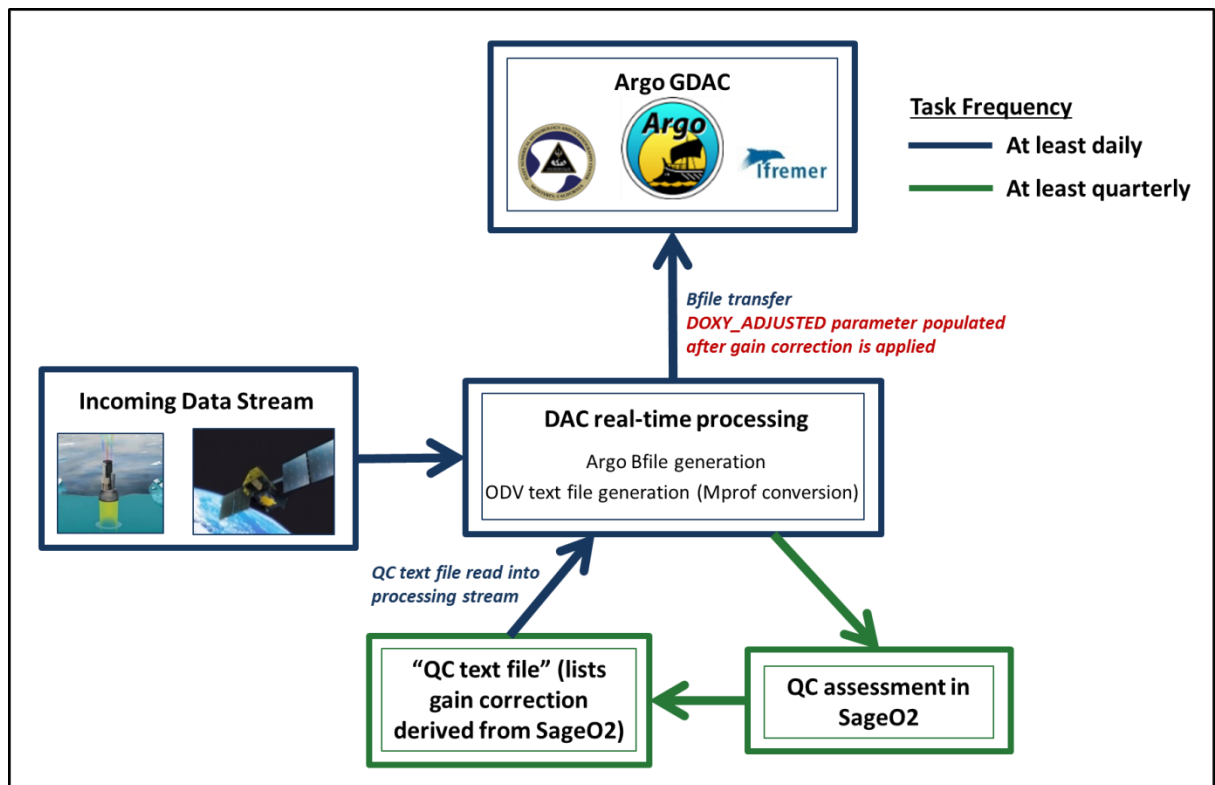 Argo GDAC
Argo
Ifremer
Task Frequency
At least daily
At least quarterly
Bfile transfer
DOXY_ADJUSTED parameter populated
after gain correction is applied
Incoming Data Stream
DAC real-time processing
Argo Bfile generation
ODV text file generation (Mprof conversion)
QC text file read into
processing stream
“QC text file” (lists
gain correction
derived from SageO2)
QC assessment in
SageO2